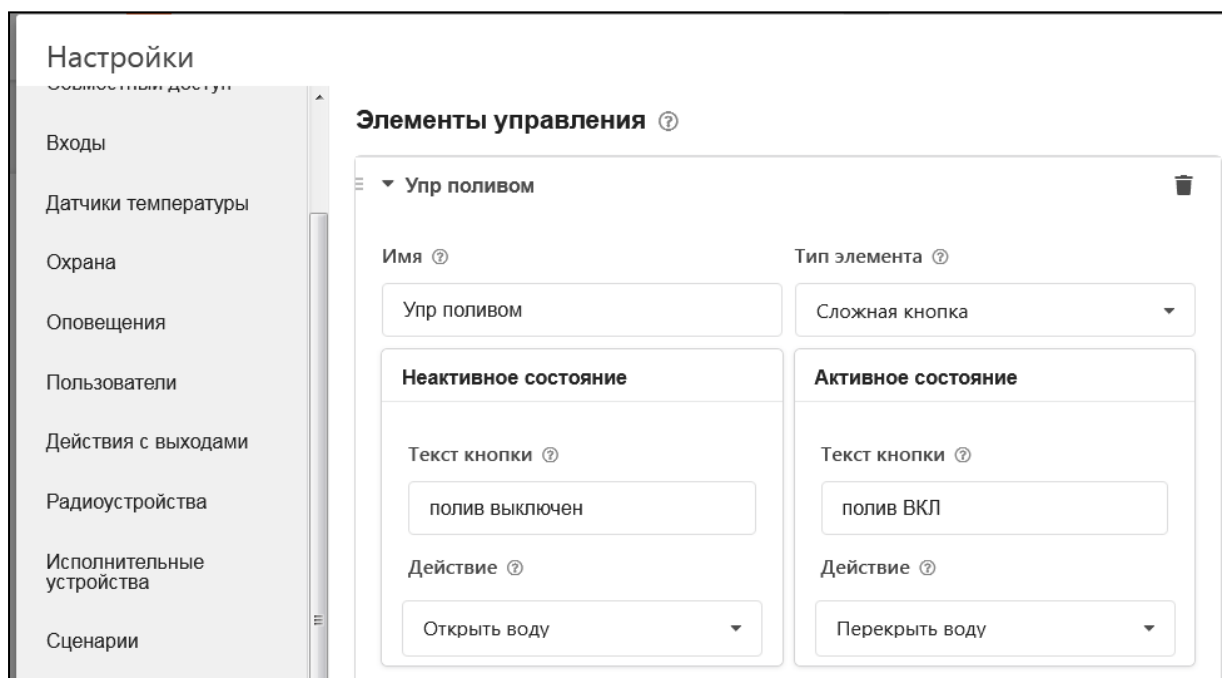 Настройки
Совместный доступ
Входы
Датчики температуры
Охрана
Оповещения
Пользователи
Действия с выходами
Радиоустройства
Исполнительные
устройства
Сценарии
Элементы управления
Упр поливом
Имя
Тип элемента
Упр поливом
Сложная кнопка
Неактивное состояние
Активное состояние
Текст кнопки
Текст кнопки
полив выключен
полив ВКЛ
Действие
Действие
Открыть воду
Перекрыть воду